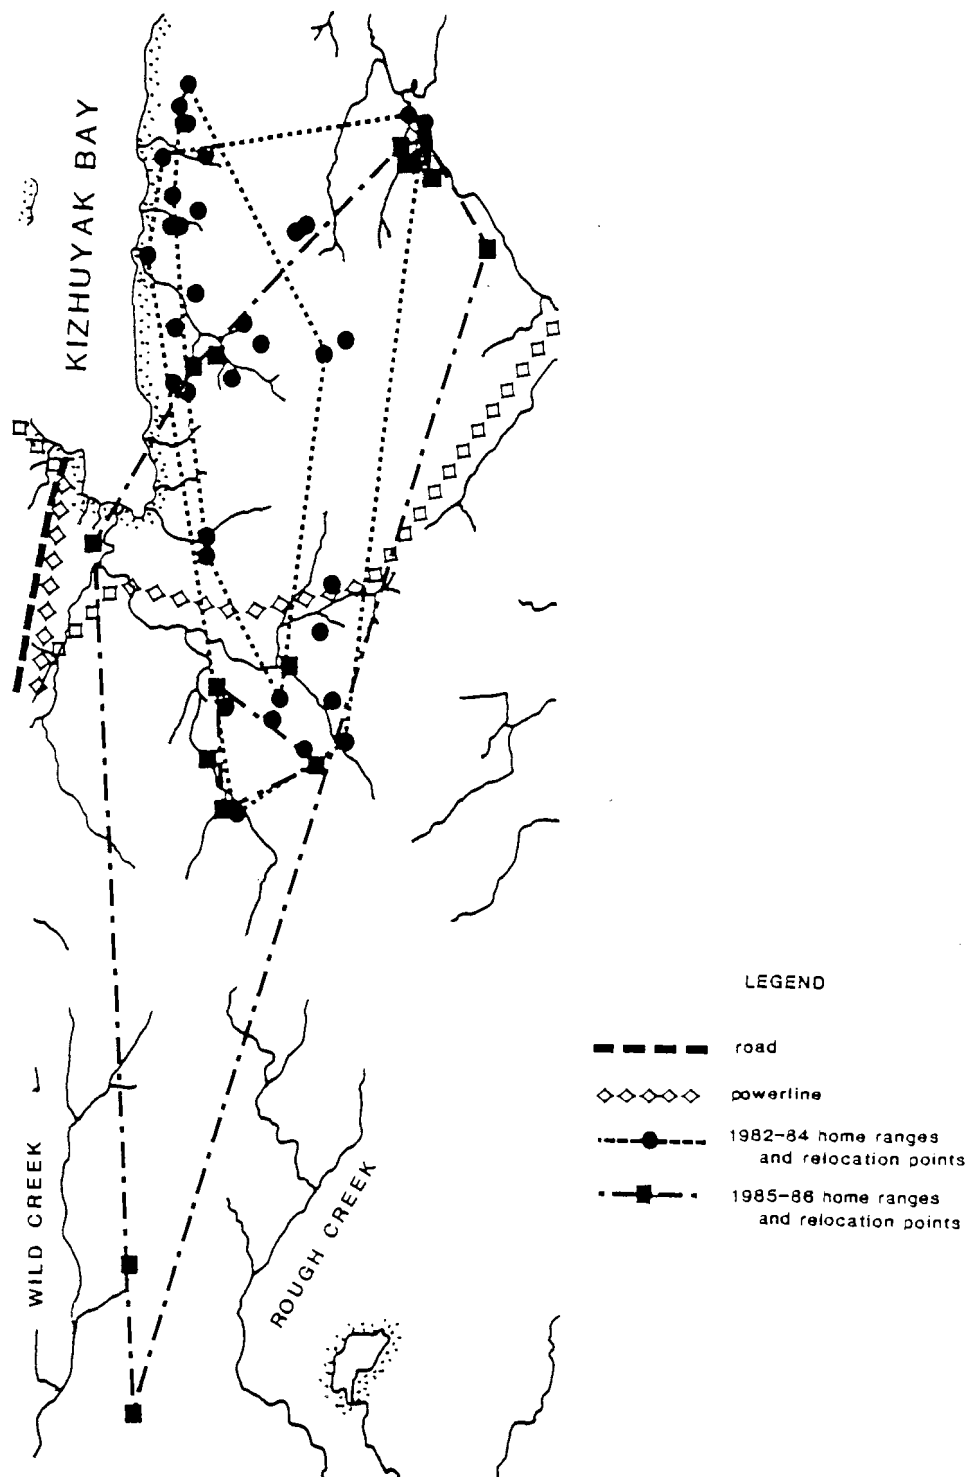 KIZHUYAK BAY
LEGEND
road
powerline
1982-84 home ranges
and relocation points
1985-86 home ranges
and relocation points
WILD CREEK
ROUGH CREEK